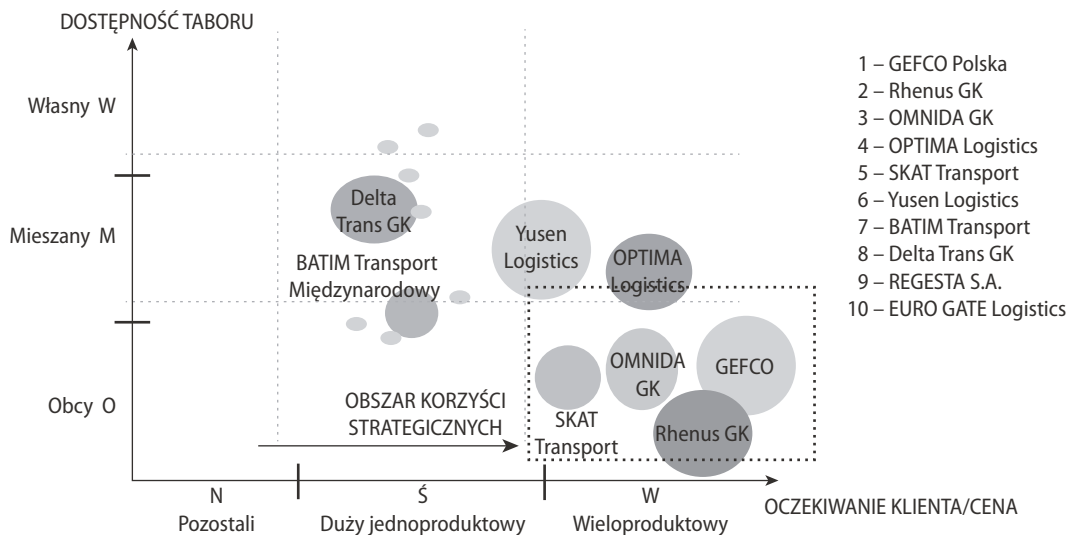 DOSTĘPNOŚĆ TABORU
Własny W
Mieszany M
Obcy O
Delta
Trans GK
BATIM Transport
Międzynarodowy
Yusen
Logistics
OPTIMA
Logistics
OMNIDA
GK
GEFCO
SKAT
Transport
Rhenus GK
OBSZAR KORZYŚCI
STRATEGICZNYCH
N
Pozostali
Ś
Duży jednoproduktowy
W
Wieloproduktowy
OCZEKIWANIE KLIENTA/CENA
1 – GEFCO Polska
2 – Rhenus GK
3 – OMNIDA GK
4 – OPTIMA Logistics
5 – SKAT Transport
6 – Yusen Logistics
7 – BATIM Transport
8 – Delta Trans GK
9 – REGESTA S.A.
10 – EURO GATE Logistics